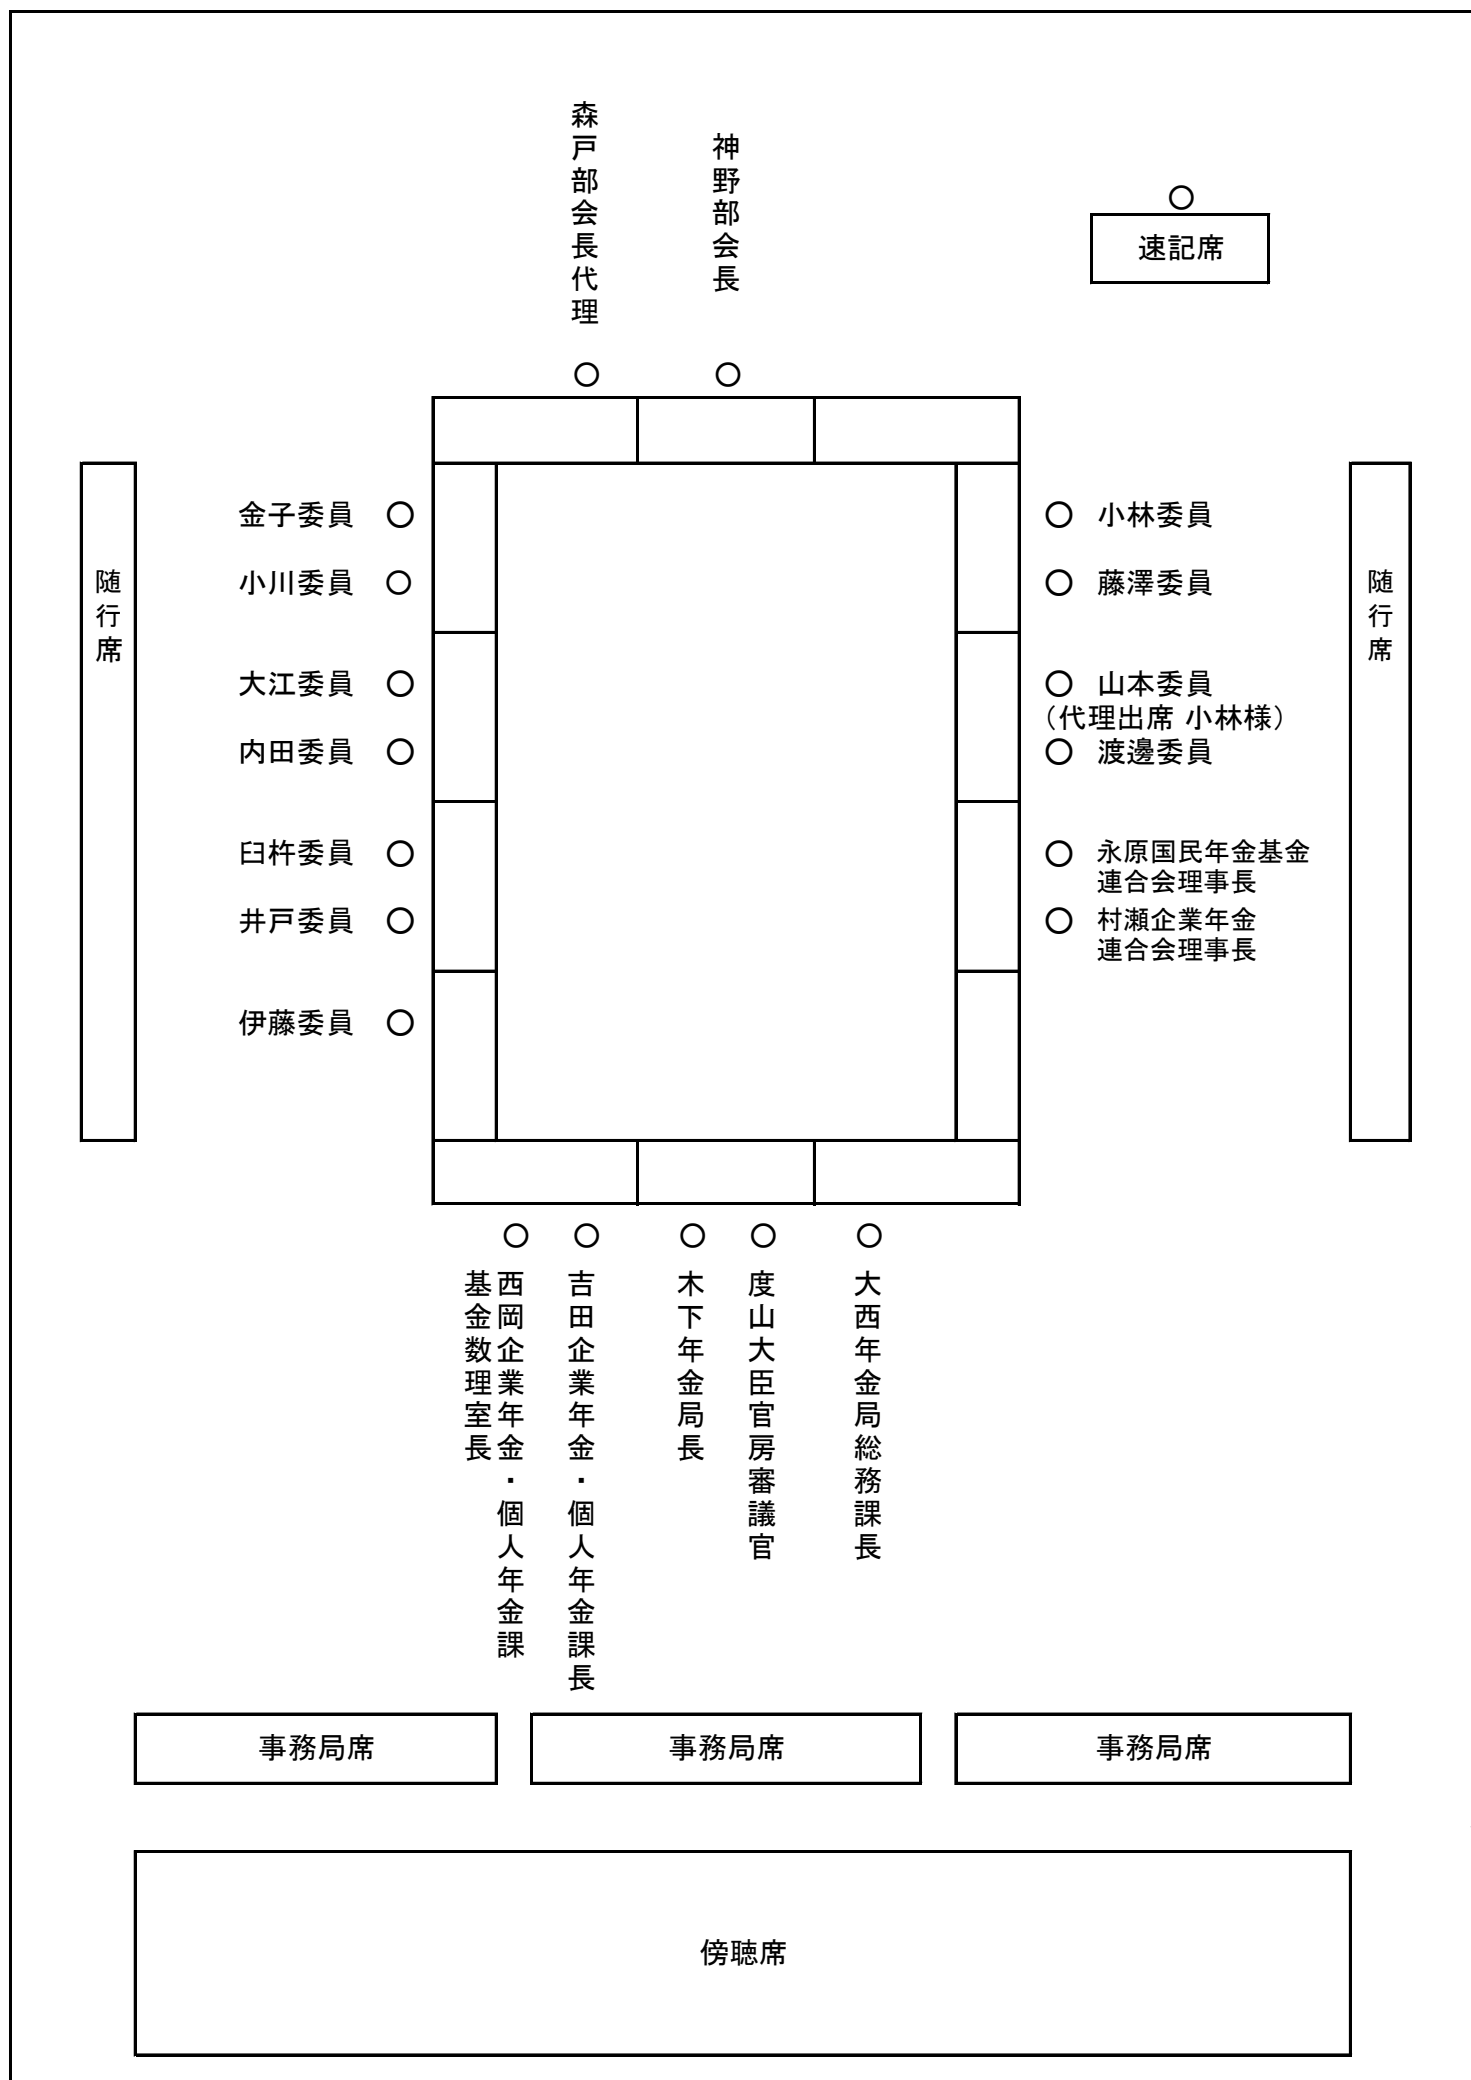 森戸部会長代理
神野部会長
速記席
随行席
金子委員
小川委員
大江委員
内田委員
臼杵委員
井戸委員
伊藤委員
小林委員
藤澤委員
山本委員
（代理出席 小林様）
渡邊委員
永原国民年金基金
連合会理事長
村瀬企業年金
連合会理事長
随行席
西岡企業年金・個人年金課
基金数理室長
吉田企業年金・個人年金課長
木下年金局長
度山大臣官房審議官
大西年金局総務課長
事務局席
事務局席
事務局席
傍聴席